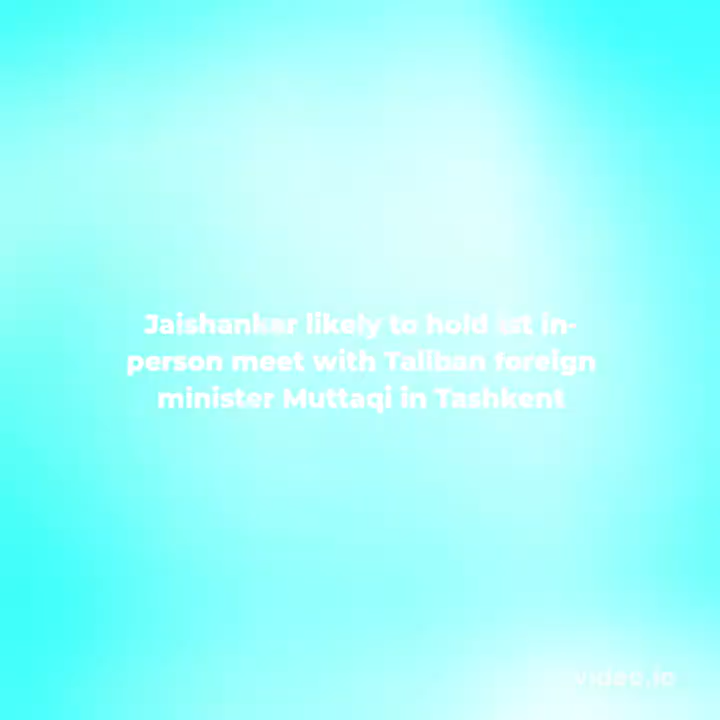 Jaishankar likely to hold 1st in-
person meet with Taliban foreign
minister Muttaqi in Tashkent
video.io